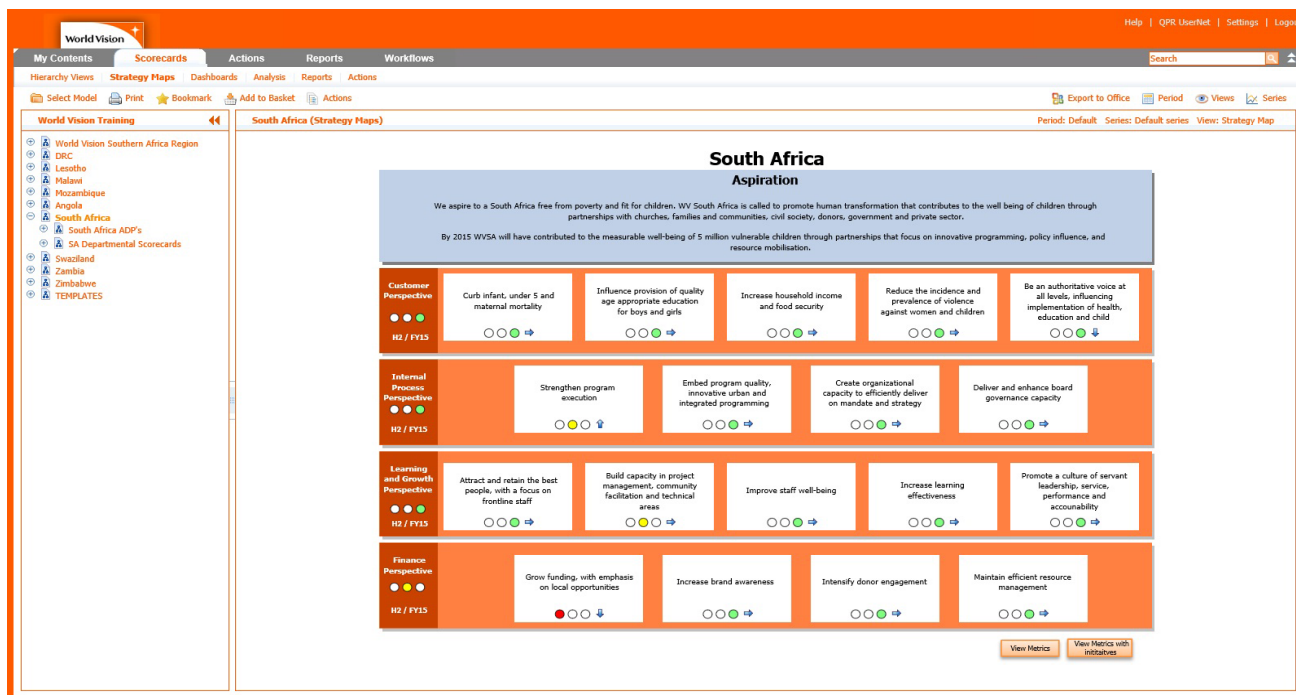 Help | QPR UserNet | Settings | Logou
World Vision
My Contents Scorecards Actions Reports Workflows
Search
Hierarchy Views Strategy Maps Dashboards Analysis Reports Actions
Select Model Print Bookmark Add to Basket Actions
Export to Office Period Views Series
World Vision Training
South Africa (Strategy Maps)
Period: Default Series: Default series View: Strategy Map
World Vision Southern Africa Region
DRC
Lesotho
Malawi
Mozambique
Angola
South Africa
South Africa ADP's
SA Departmental Scorecards
Swaziland
Zambia
Zimbabwe
TEMPLATES
South Africa
Aspiration
We aspire to a South Africa free from poverty and fit for children. WV South Africa is called to promote human transformation that contributes to the well being of children through
partnerships with churches, families and communities, civil society, donors, government and private sector.
By 2015 WVSA will have contributed to the measurable well-being of 5 million vulnerable children through partnerships that focus on innovative programming, policy influence, and
resource mobilisation.
Customer
Perspective
H2 / FY15
Curb infant, under 5 and
maternal mortality
Influence provision of quality
age appropriate education
for boys and girls
Increase household income
and food security
Reduce the incidence and
prevalence of violence
against women and children
Be an authoritative voice at
all levels, influencing
implementation of health,
education and child
Internal
Process
Perspective
H2 / FY15
Strengthen program
execution
Embed program quality,
innovative urban and
integrated programming
Create organizational
capacity to efficiently deliver
on mandate and strategy
Deliver and enhance board
governance capacity
Learning
and Growth
Perspective
H2 / FY15
Attract and retain the best
people, with a focus on
frontline staff
Build capacity in project
management, community
facilitation and technical
areas
Improve staff well-being
Increase learning
effectiveness
Promote a culture of servant
leadership, service,
performance and
accounability
Finance
Perspective
H2 / FY15
Grow funding, with emphasis
on local opportunities
Increase brand awareness
Intensify donor engagement
Maintain efficient resource
management
View Metrics
View Metrics with
inititaitves